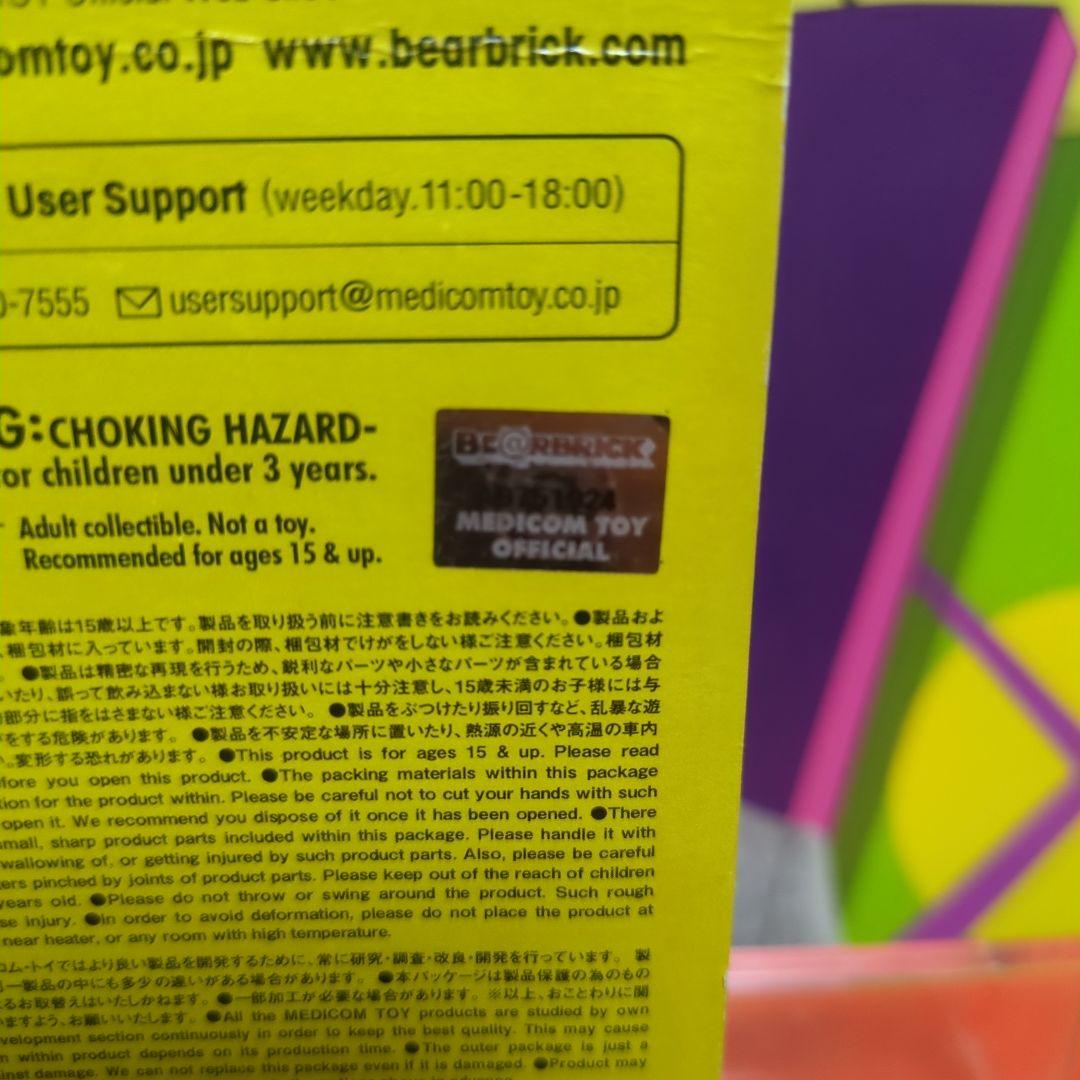 omtoy.co.jp www.bearbrick.com
User Support (weekday.11:00-18:00)
-7555 usersupport@medicomtoy.co.jp
G:CHOKING HAZARD-
or children under 3 years.
Adult collectible. Not a toy.
Recommended for ages 15 & up.
BE@RBRICK
MEDICOM TOY
OFFICIAL
象年齢は15歳以上です。製品を取り扱う前に注意書きをお読みください。●製品およ
、梱包材に入っています。開封の際、梱包材でけがをしない様ご注意ください。梱包材
。 ●製品は精密な再現を行うため、鋭利なパーツや小さなパーツが含まれている場合
いたり、誤って飲み込まない様お取り扱いには十分注意し、15歳未満のお子様には与
部分に指をはさまない様ご注意ください。 ●製品をぶつけたり振り回すなど、乱暴な遊
をする危険があります。 ●製品を不安定な場所に置いたり、熱源の近くや高温の車内
い。変形する恐れがあります。 ●This product is for ages 15 & up. Please read
fore you open this product. ●The packing materials within this package
tion for the product within. Please be careful not to cut your hands with such
open it. We recommend you dispose of it once it has been opened. ●There
small, sharp product parts included within this package. Please handle it with
wallowing of, or getting injured by such product parts. Also, please be careful
ers pinched by joints of product parts. Please keep out of the reach of children
years old. ●Please do not throw or swing around the product. Such rough
se injury. ●In order to avoid deformation, please do not place the product at
near heater, or any room with high temperature.
コム・トイではより良い製品を開発するために、常に研究・調査・改良・開発を行っています。 製
一製品の中にも多少の違いがある場合があります。 ●本パッケージは製品保護の為のもの
るお取替えはいたしかねます。 ●一部加工が必要な場合があります。 ※以上、おことわりに関
ますよう、お願いいたします。 ●All the MEDICOM TOY products are studied by own
velopment section continuously in order to keep the best quality. This may cause
n within product depends on its production time. ●The outer package is just a
inst damage. We can not replace this package even if it is damaged. ●Product may